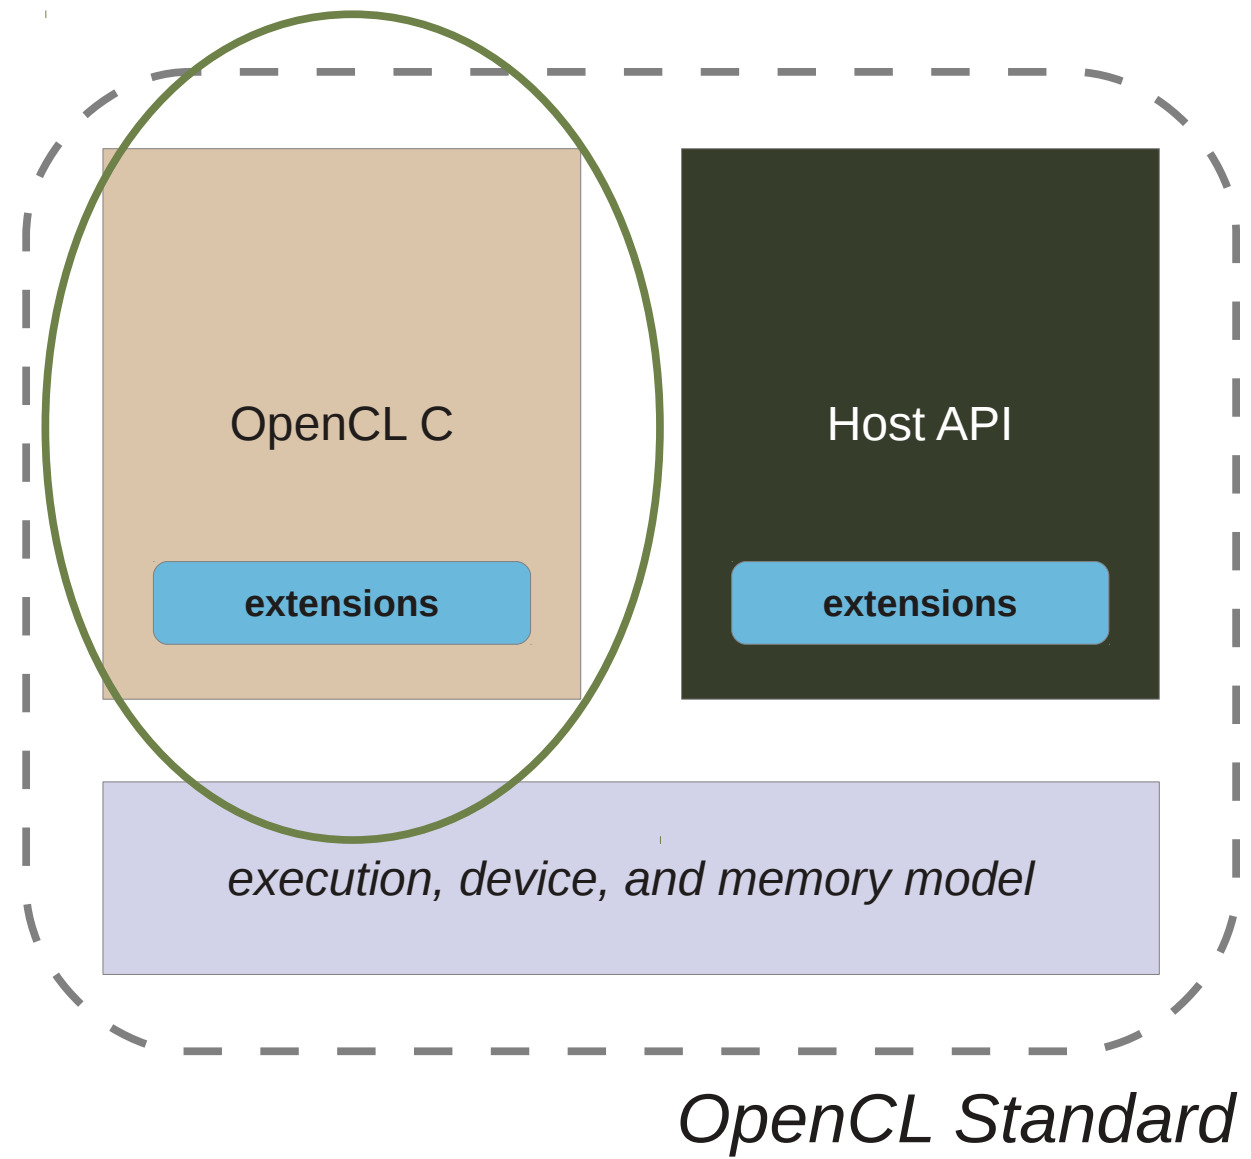 OpenCL C
Host API
extensions
extensions
execution, device, and memory model
OpenCL Standard